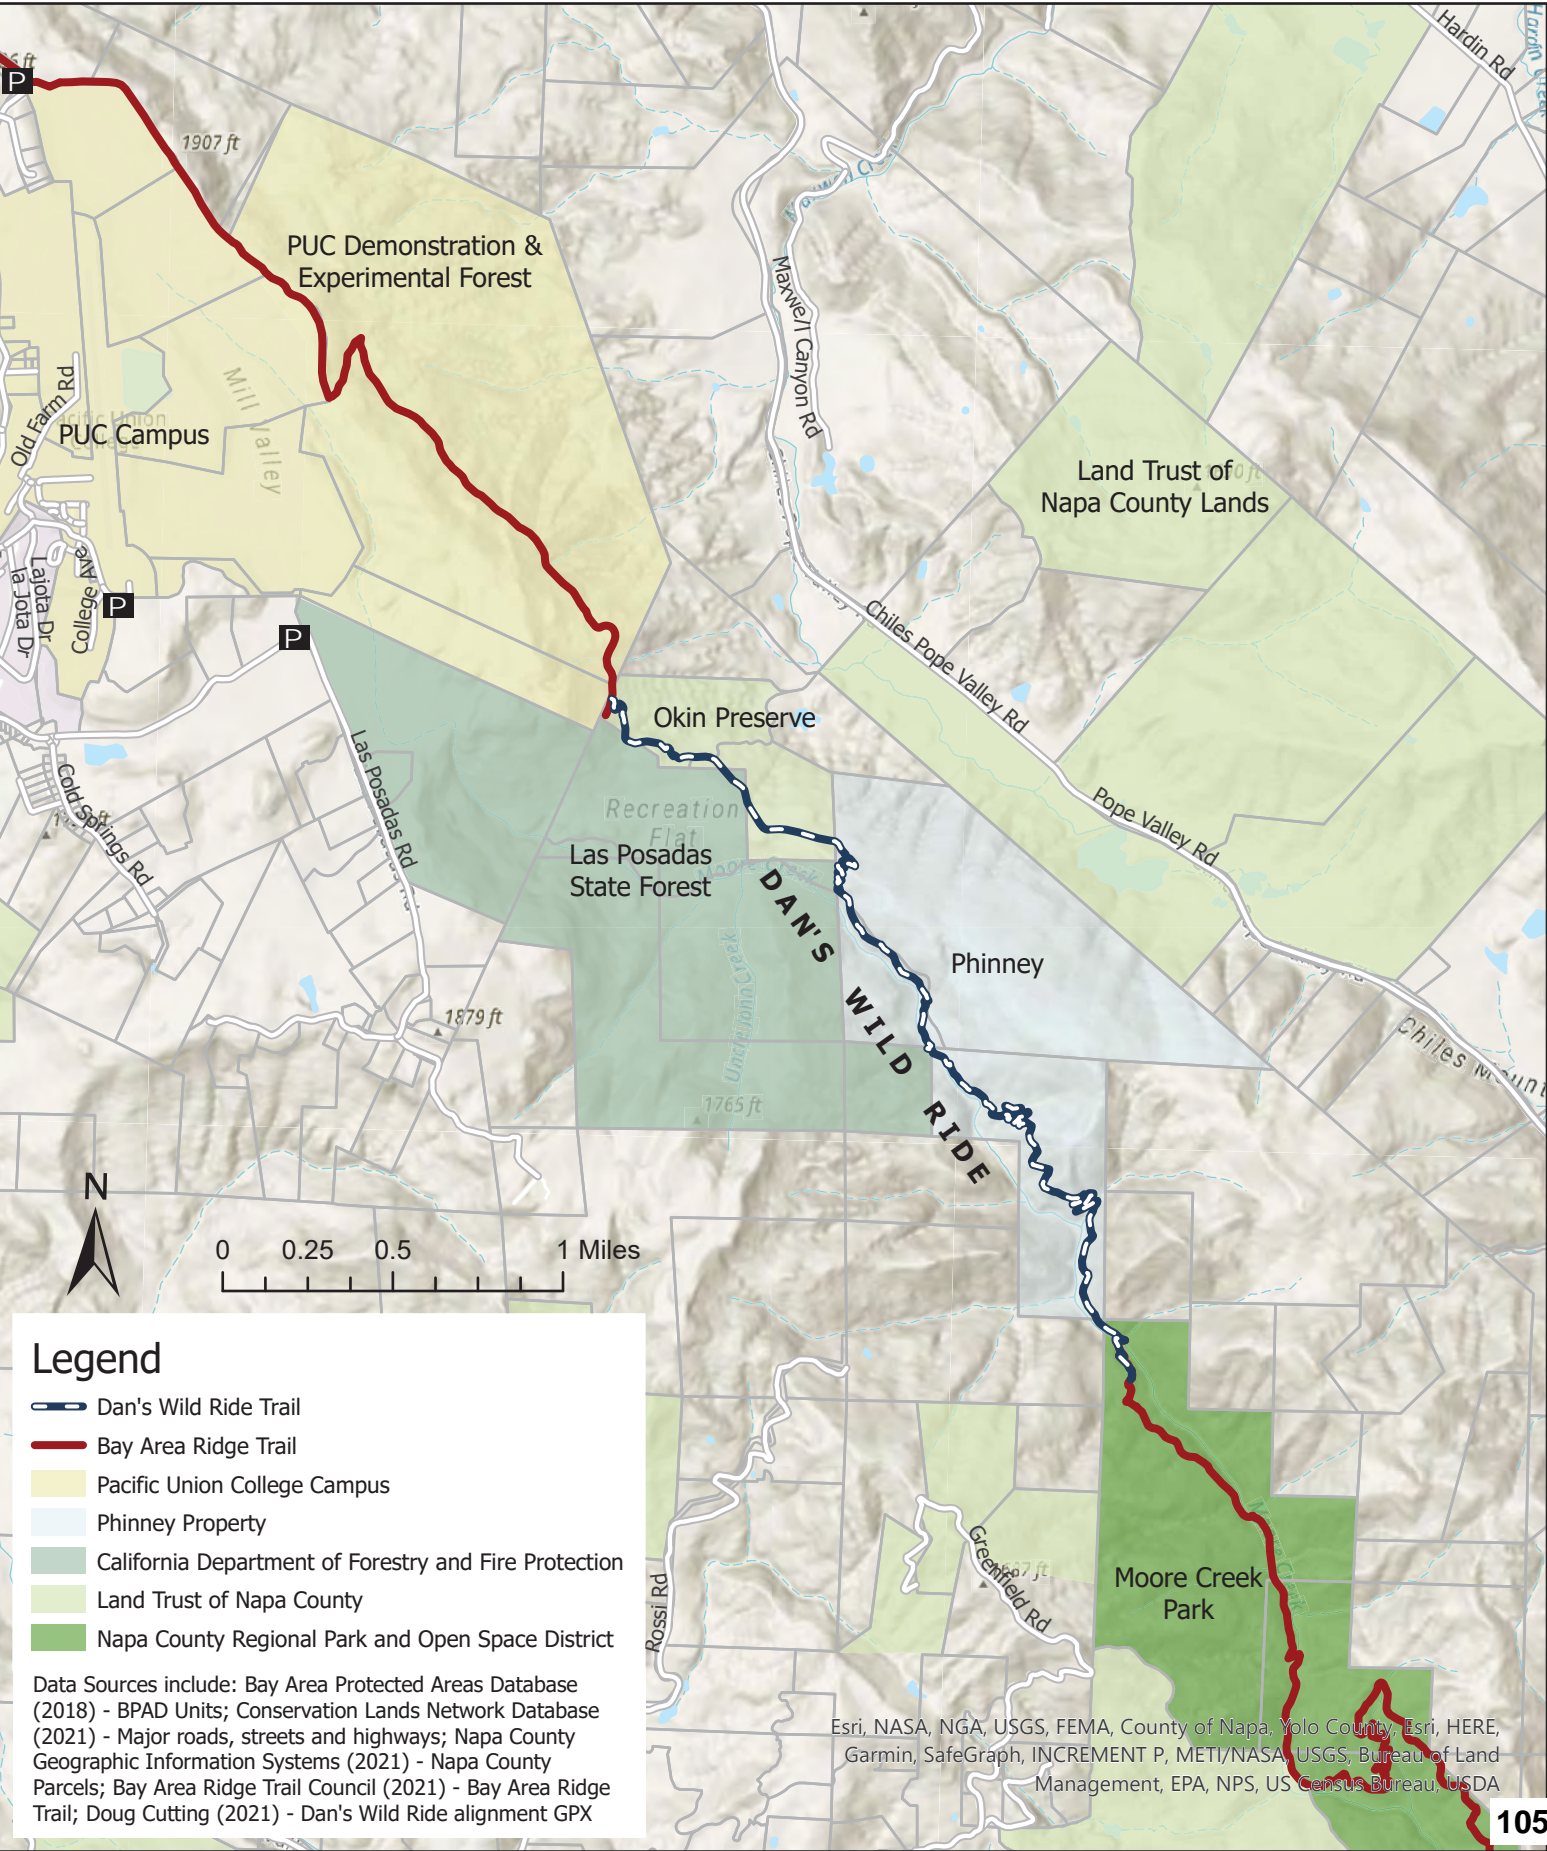 Hardin Rd
P
1907 ft
PUC Demonstration &
Experimental Forest
Maxwell Canyon Rd
Mill Valley
Old Farm Rd
PUC Campus
Land Trust of
Napa County Lands
College Ave
Lajota Dr
la Jota Dr
P
P
Chiles Pope Valley Rd
Okin Preserve
Las Posadas Rd
Cold Springs Rd
Recreation
Flat
Pope Valley Rd
Las Posadas
State Forest
Moore Creek
DAN'S WILD RIDE
Phinney
1879 ft
1765 ft
N
0 0.25 0.5 1 Miles
Legend
Dan's Wild Ride Trail
Bay Area Ridge Trail
Pacific Union College Campus
Phinney Property
California Department of Forestry and Fire Protection
Land Trust of Napa County
Napa County Regional Park and Open Space District
Data Sources include: Bay Area Protected Areas Database
(2018) - BPAD Units; Conservation Lands Network Database
(2021) - Major roads, streets and highways; Napa County
Geographic Information Systems (2021) - Napa County
Parcels; Bay Area Ridge Trail Council (2021) - Bay Area Ridge
Trail; Doug Cutting (2021) - Dan's Wild Ride alignment GPX
Rossi Rd
Greenfield Rd
Moore Creek
Park
Esri, NASA, NGA, USGS, FEMA, County of Napa, Yolo County, Esri, HERE,
Garmin, SafeGraph, INCREMENT P, METI/NASA, USGS, Bureau of Land
Management, EPA, NPS, US Census Bureau, USDA
105